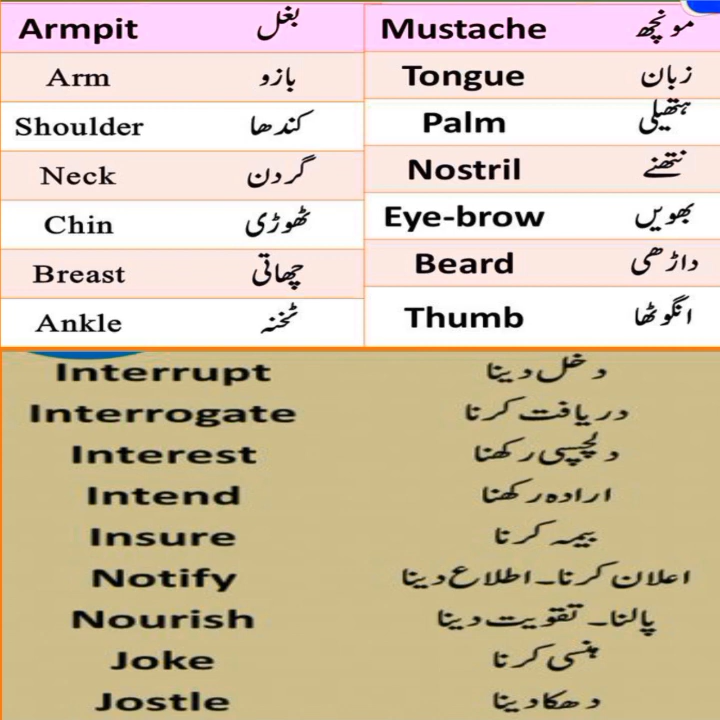 Armpit بغل
Arm بازو
Shoulder کندھا
Neck گردن
Chin ٹھوڑی
Breast چھاتی
Ankle ٹخنہ
Mustache مونچھ
Tongue زبان
Palm ہتھیلی
Nostril نتھنے
Eye-brow بھویں
Beard داڑھی
Thumb انگوٹھا
Interrupt دخل دینا
Interrogate دریافت کرنا
Interest دلچسپی رکھنا
Intend ارادہ رکھنا
Insure بیمہ کرنا
Notify اعلان کرنا۔ اطلاع دینا
Nourish پالنا۔ تقویت دینا
Joke ہنسی کرنا
Jostle دھکا دینا